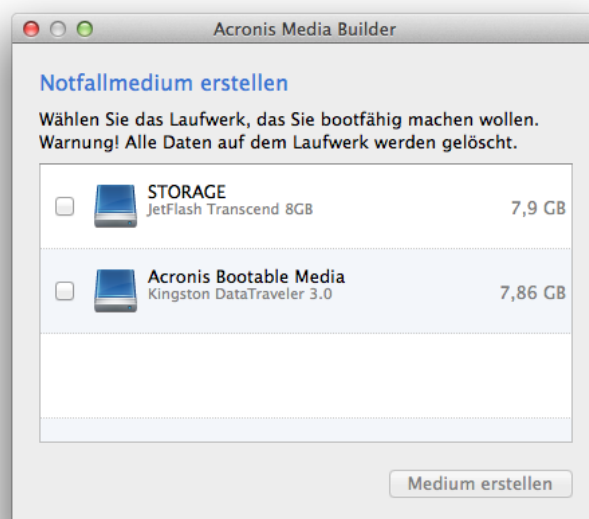 Acronis Media Builder
Notfallmedium erstellen
Wählen Sie das Laufwerk, das Sie bootfähig machen wollen.
Warnung! Alle Daten auf dem Laufwerk werden gelöscht.
STORAGE
JetFlash Transcend 8GB
7,9 GB
Acronis Bootable Media
Kingston DataTraveler 3.0
7,86 GB
Medium erstellen